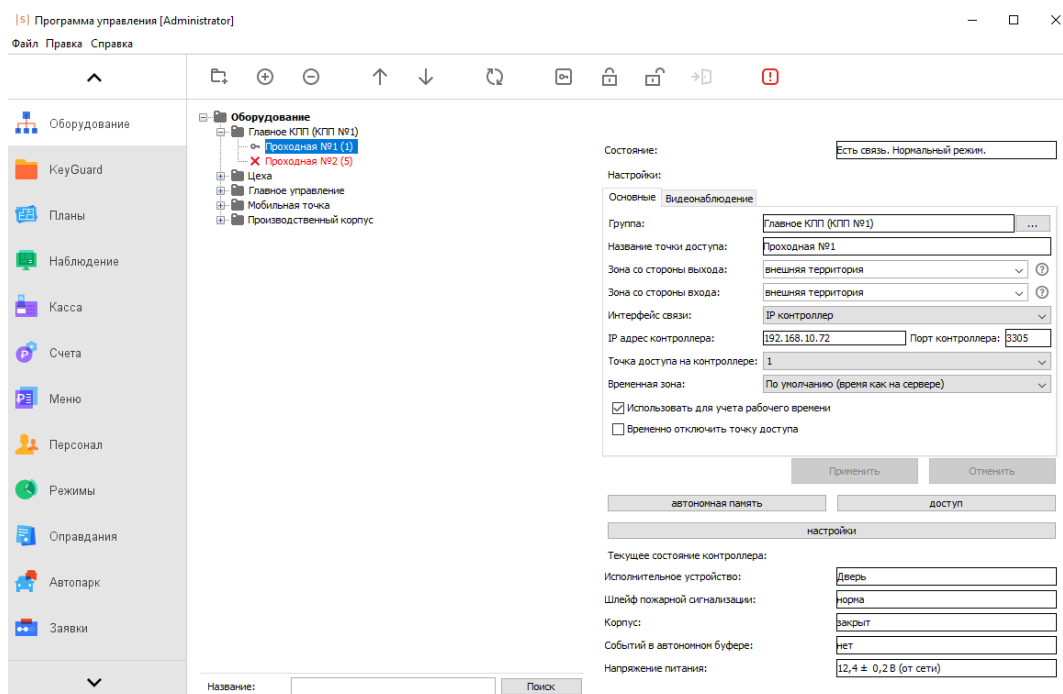 |S| Программа управления [Administrator]
Файл Правка Справка
Оборудование
KeyGuard
Планы
Наблюдение
Касса
Счета
Меню
Персонал
Режимы
Оправдания
Автопарк
Заявки
Оборудование
Главное КПП (КПП №1)
Проходная №1 (1)
Проходная №2 (5)
Цеха
Главное управление
Мобильная точка
Производственный корпус
Название:
Поиск
Состояние: Есть связь. Нормальный режим.
Настройки:
Основные Видеонаблюдение
Группа: Главное КПП (КПП №1) ...
Название точки доступа: Проходная №1
Зона со стороны выхода: внешняя территория ?
Зона со стороны входа: внешняя территория ?
Интерфейс связи: IP контроллер
IP адрес контроллера: 192.168.10.72 Порт контроллера: 3305
Точка доступа на контроллере: 1
Временная зона: По умолчанию (время как на сервере)
Использовать для учета рабочего времени
Временно отключить точку доступа
Применить Отменить
автономная память доступ
настройки
Текущее состояние контроллера:
Исполнительное устройство: Дверь
Шлейф пожарной сигнализации: норма
Корпус: закрыт
Событий в автономном буфере: нет
Напряжение питания: 12,4 ± 0,2 В (от сети)